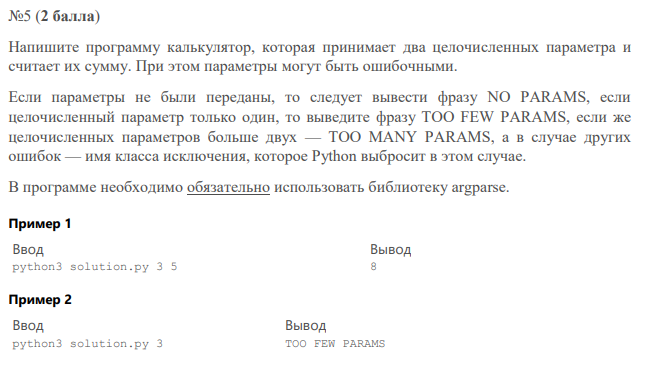 №5 (2 балла)
Напишите программу калькулятор, которая принимает два целочисленных параметра и
считает их сумму. При этом параметры могут быть ошибочными.
Если параметры не были переданы, то следует вывести фразу NO PARAMS, если
целочисленный параметр только один, то выведите фразу TOO FEW PARAMS, если же
целочисленных параметров больше двух — TOO MANY PARAMS, а в случае других
ошибок — имя класса исключения, которое Python выбросит в этом случае.
В программе необходимо обязательно использовать библиотеку argparse.
Пример 1
Ввод Вывод
python3 solution.py 3 5 8
Пример 2
Ввод Вывод
python3 solution.py 3 TOO FEW PARAMS